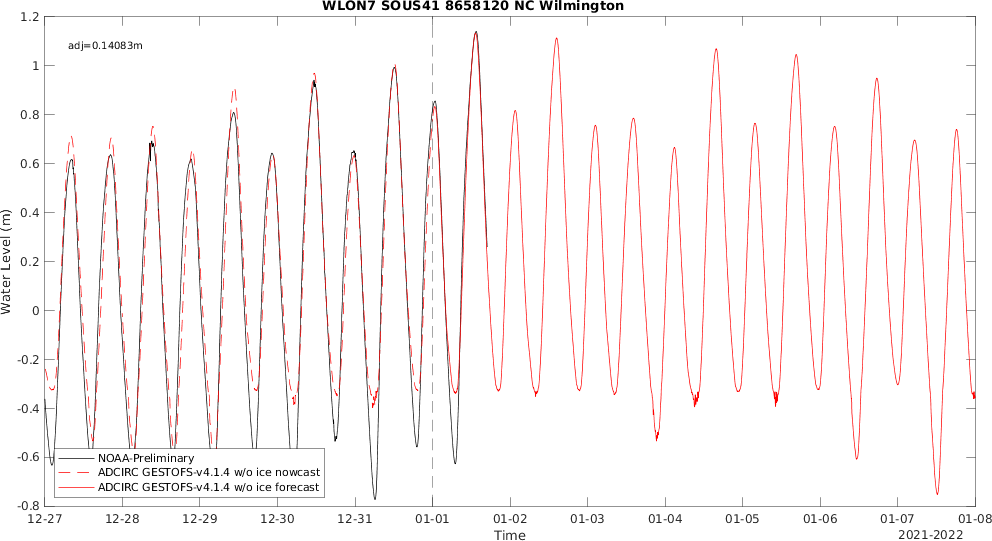 WLON7 SOUS41 8658120 NC Wilmington
adj=0.14083m
1.2
1
0.8
0.6
0.4
0.2
0
-0.2
-0.4
-0.6
-0.8
Water Level (m)
NOAA-Preliminary
ADCIRC GESTOFS-v4.1.4 w/o ice nowcast
ADCIRC GESTOFS-v4.1.4 w/o ice forecast
12-27 12-28 12-29 12-30 12-31 01-01 01-02 01-03 01-04 01-05 01-06 01-07 01-08
Time
2021-2022